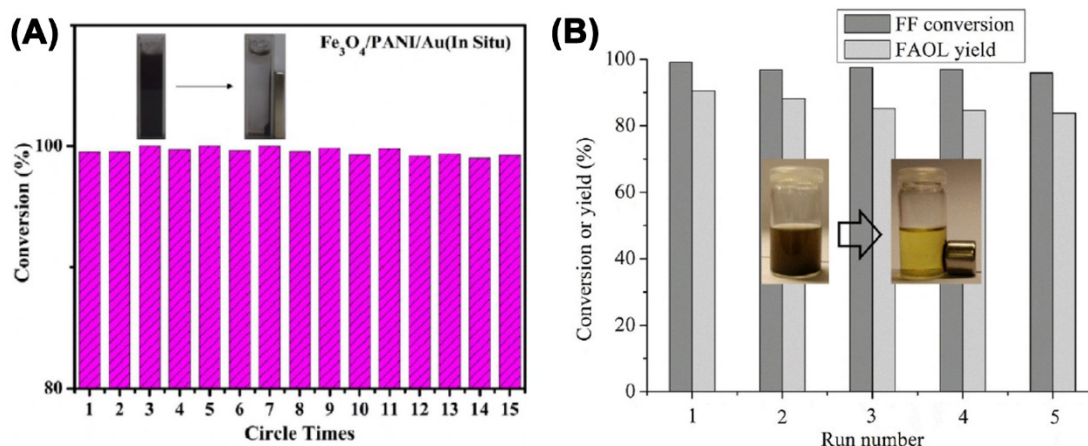 (A)
Fe₃O₄/PANI/Au(In Situ)
Conversion (%)
100
80
1 2 3 4 5 6 7 8 9 10 11 12 13 14 15
Circle Times
(B)
FF conversion
FAOL yield
Conversion or yield (%)
100
80
60
40
20
0
1 2 3 4 5
Run number